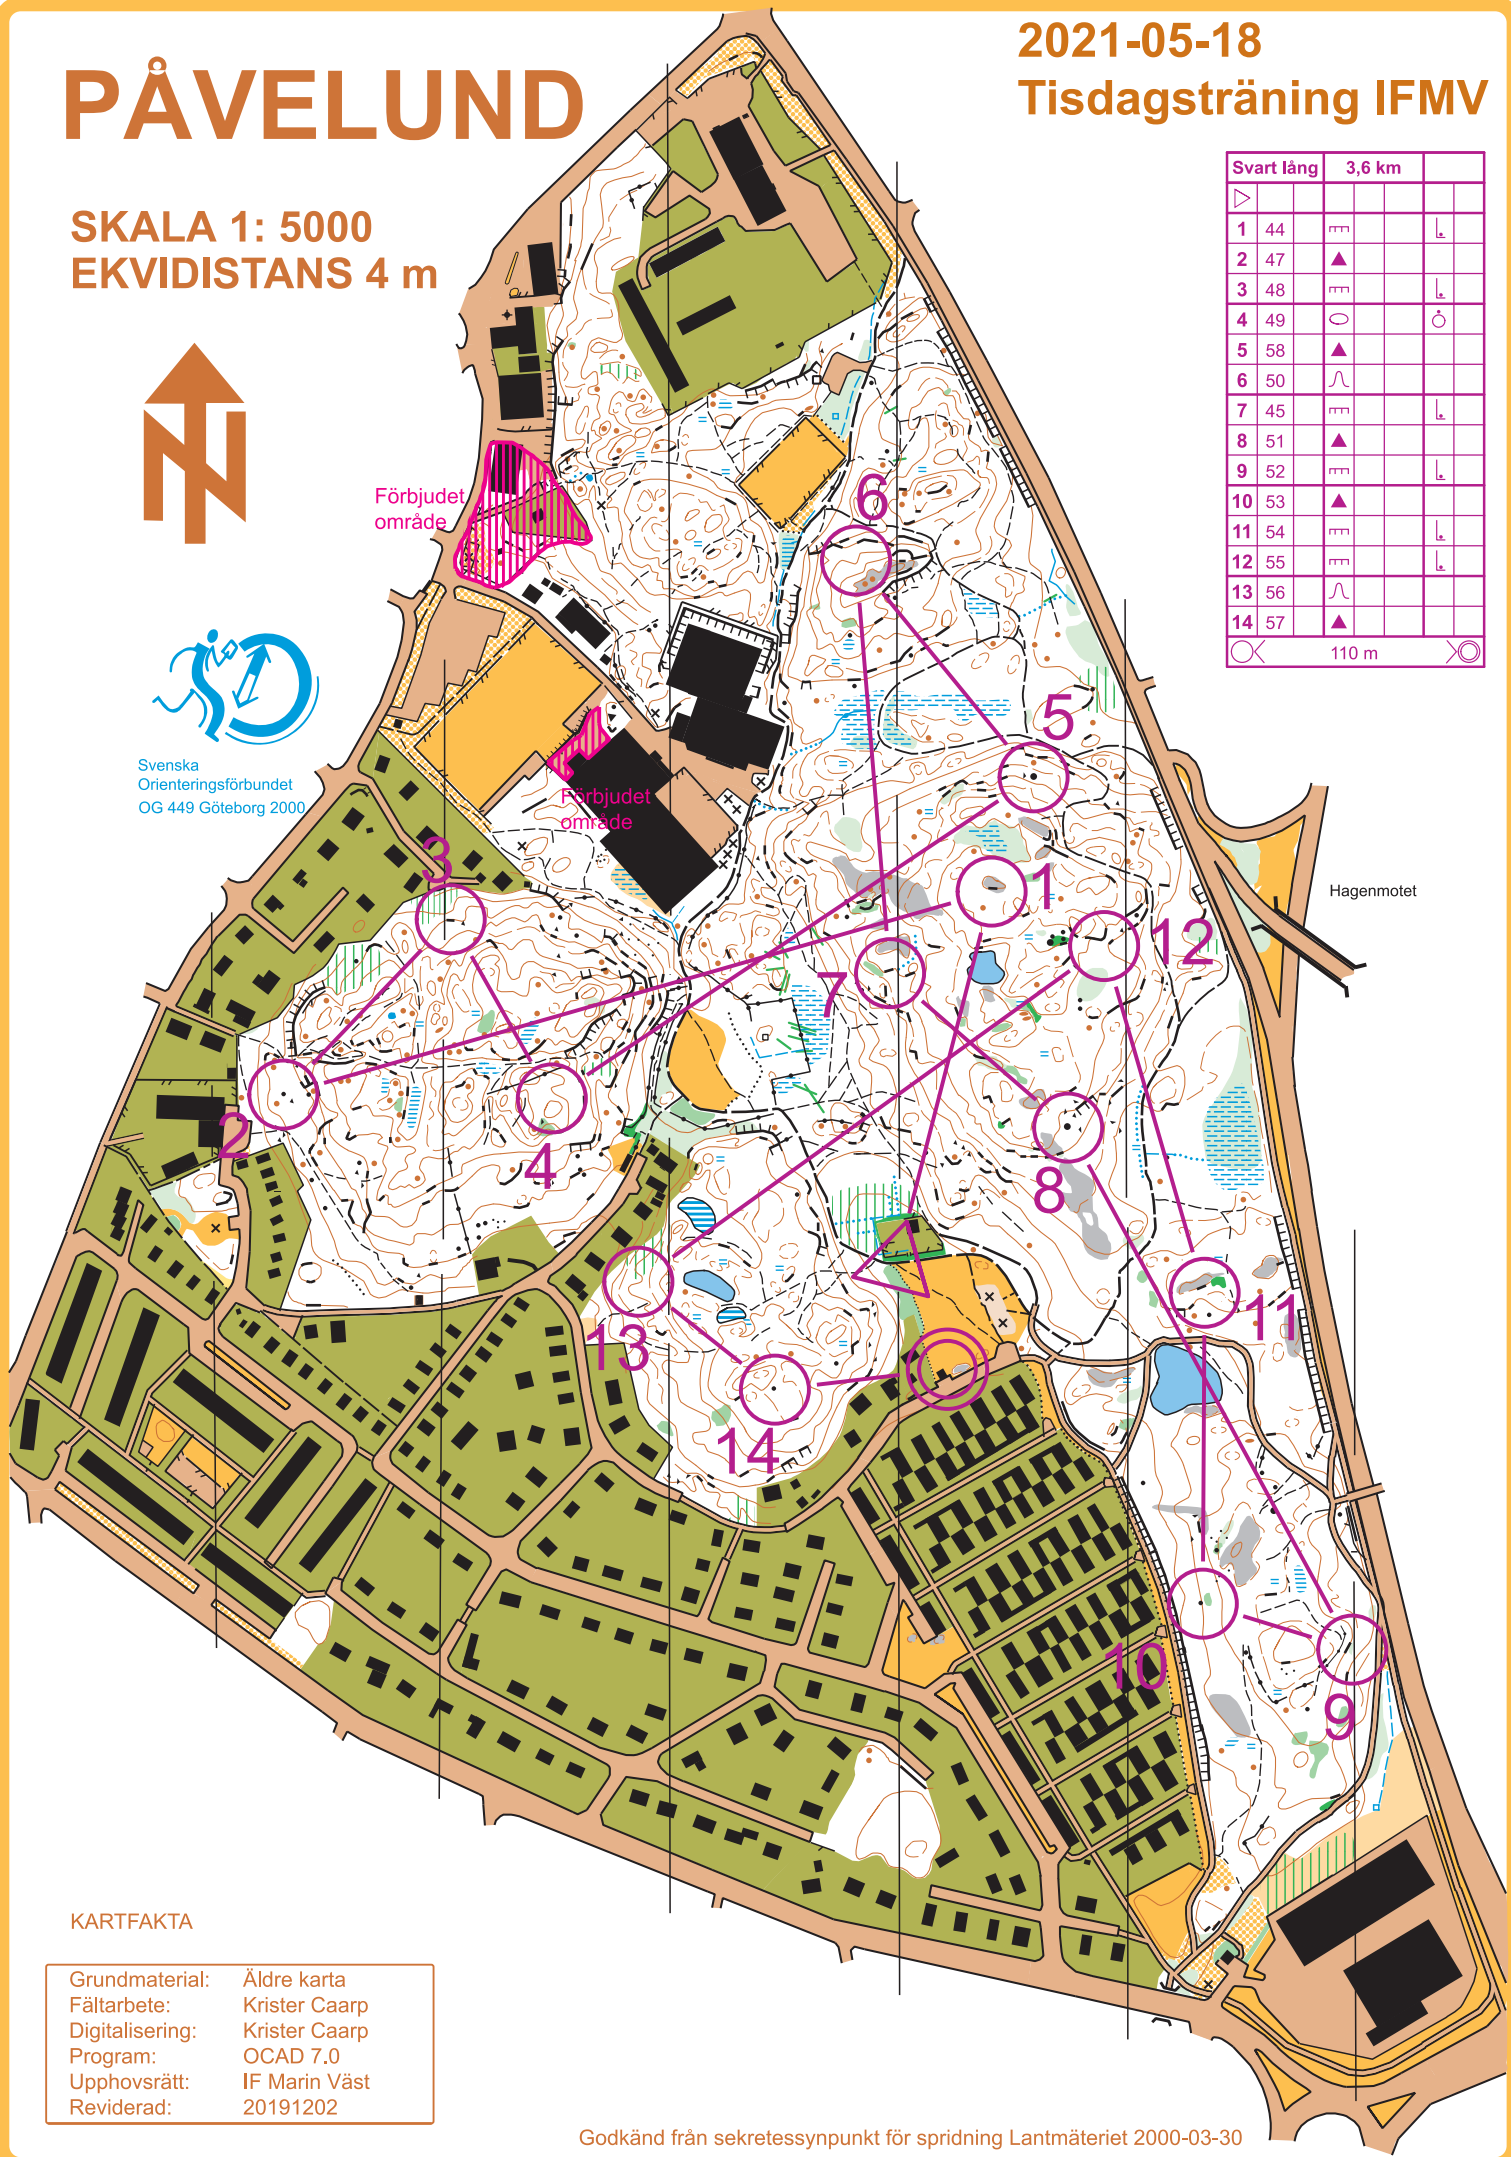 PÅVELUND
2021-05-18
Tisdagsträning IFMV
SKALA 1: 5000
EKVIDISTANS 4 m
Svart lång 3,6 km
1 44
2 47
3 48
4 49
5 58
6 50
7 45
8 51
9 52
10 53
11 54
12 55
13 56
14 57
110 m
N
Förbjudet
område
6
Svenska
Orienteringsförbundet
OG 449 Göteborg 2000
5
Förbjudet
område
3
1
Hagenmotet
12
7
2
4
8
11
13
14
10
9
KARTFAKTA
Grundmaterial: Äldre karta
Fältarbete: Krister Caarp
Digitalisering: Krister Caarp
Program: OCAD 7.0
Upphovsrätt: IF Marin Väst
Reviderad: 20191202
Godkänd från sekretessynpunkt för spridning Lantmäteriet 2000-03-30